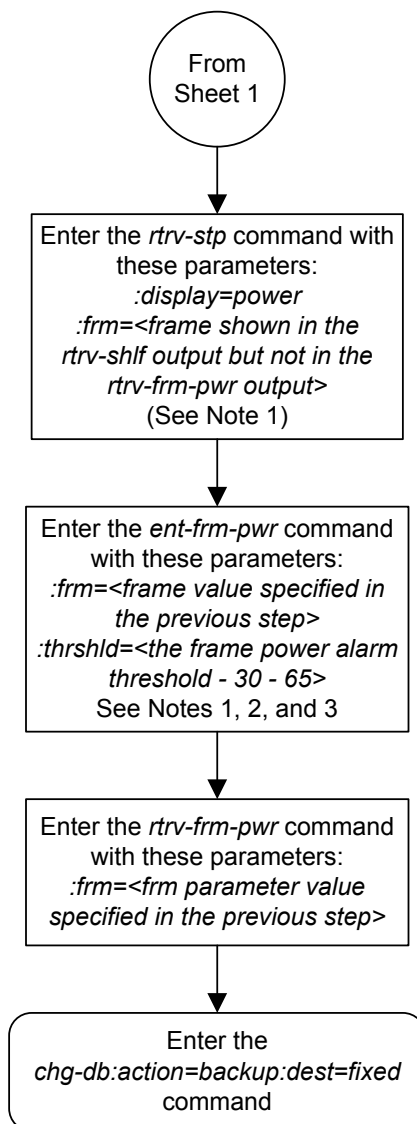 From
Sheet 1
Enter the rtrv-stp command with
these parameters:
:display=power
:frm=<frame shown in the
rtrv-shlf output but not in the
rtrv-frm-pwr output>
(See Note 1)
Enter the ent-frm-pwr command
with these parameters:
:frm=<frame value specified in
the previous step>
:thrshld=<the frame power alarm
threshold - 30 - 65>
See Notes 1, 2, and 3
Enter the rtrv-frm-pwr command
with these parameters:
:frm=<frm parameter value
specified in the previous step>
Enter the
chg-db:action=backup:dest=fixed
command